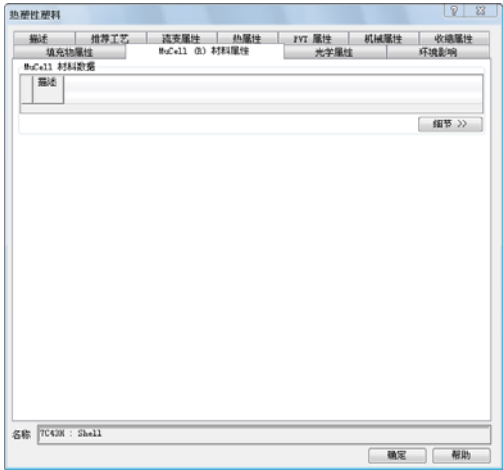 热塑性塑料
描述 推荐工艺 流变属性 热属性 PVT 属性 机械属性 收缩属性
填充物属性 MuCell (R) 材料属性 光学属性 环境影响
MuCell 材料数据
描述
细节 >>
名称 7C43M : Shell
确定 帮助